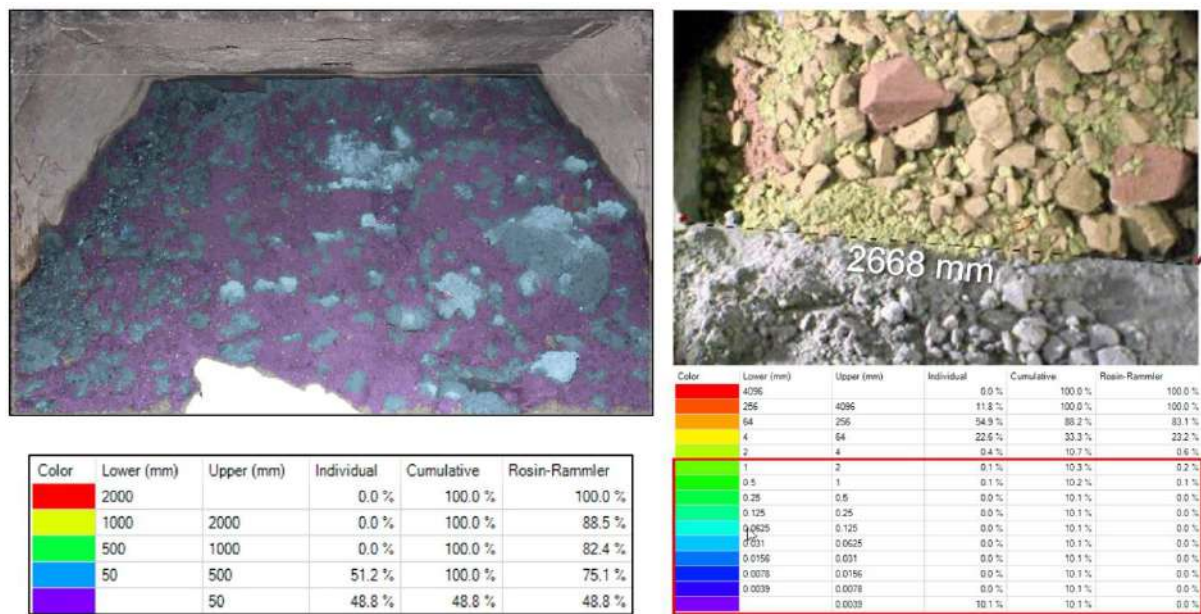 2668 mm
Color Lower (mm) Upper (mm) Individual Cumulative Rosin-Rammler
2000 0.0 % 100.0 % 100.0 %
1000 2000 0.0 % 100.0 % 88.5 %
500 1000 0.0 % 100.0 % 82.4 %
50 500 51.2 % 100.0 % 75.1 %
50 48.8 % 48.8 % 48.8 %
Color Lower (mm) Upper (mm) Individual Cumulative Rosin-Rammler
4096 0.0 % 100.0 % 100.0 %
256 4096 11.8 % 100.0 % 100.0 %
64 256 54.9 % 88.2 % 83.1 %
4 64 22.6 % 33.3 % 23.2 %
2 4 0.4 % 10.7 % 0.6 %
1 2 0.1 % 10.3 % 0.2 %
0.5 1 0.1 % 10.2 % 0.1 %
0.25 0.5 0.0 % 10.1 % 0.0 %
0.125 0.25 0.0 % 10.1 % 0.0 %
0.0625 0.125 0.0 % 10.1 % 0.0 %
0.031 0.0625 0.0 % 10.1 % 0.0 %
0.0156 0.031 0.0 % 10.1 % 0.0 %
0.0078 0.0156 0.0 % 10.1 % 0.0 %
0.0039 0.0078 0.0 % 10.1 % 0.0 %
0.0039 10.1 % 10.1 % 0.0 %